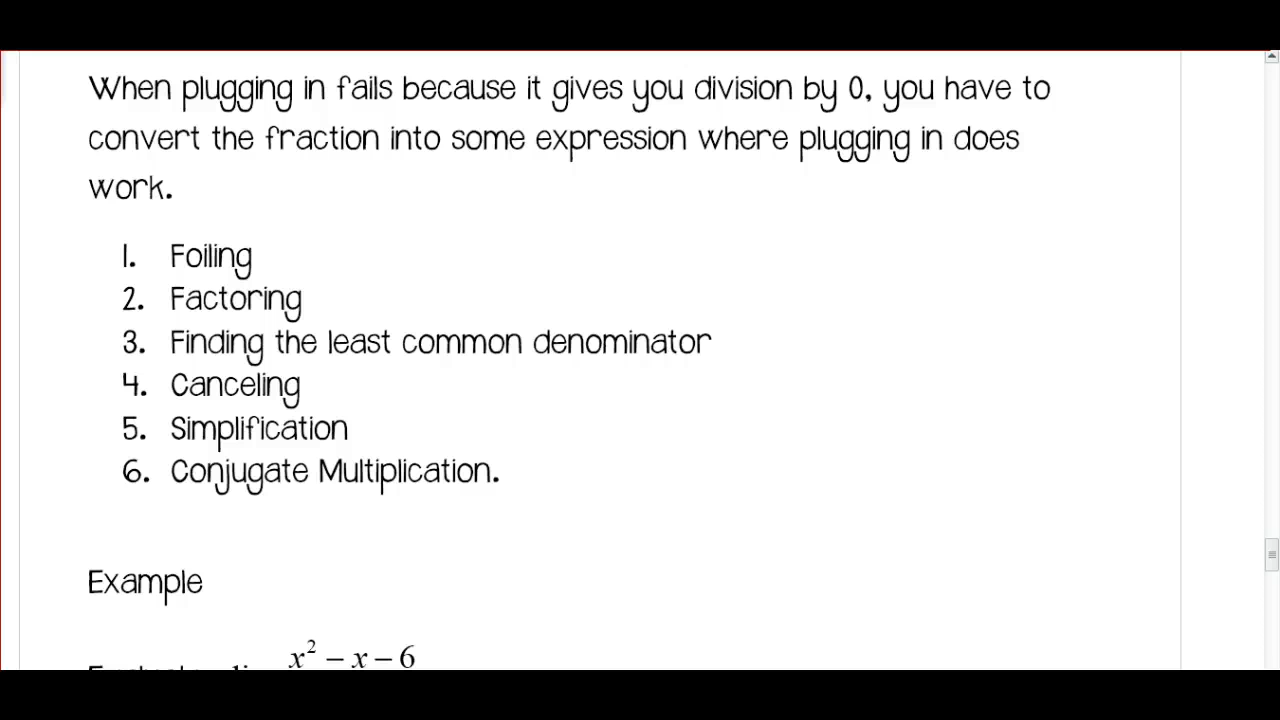 When plugging in fails because it gives you division by 0, you have to
convert the fraction into some expression where plugging in does
work.
1. Foiling
2. Factoring
3. Finding the least common denominator
4. Canceling
5. Simplification
6. Conjugate Multiplication.
Example
x² − x − 6